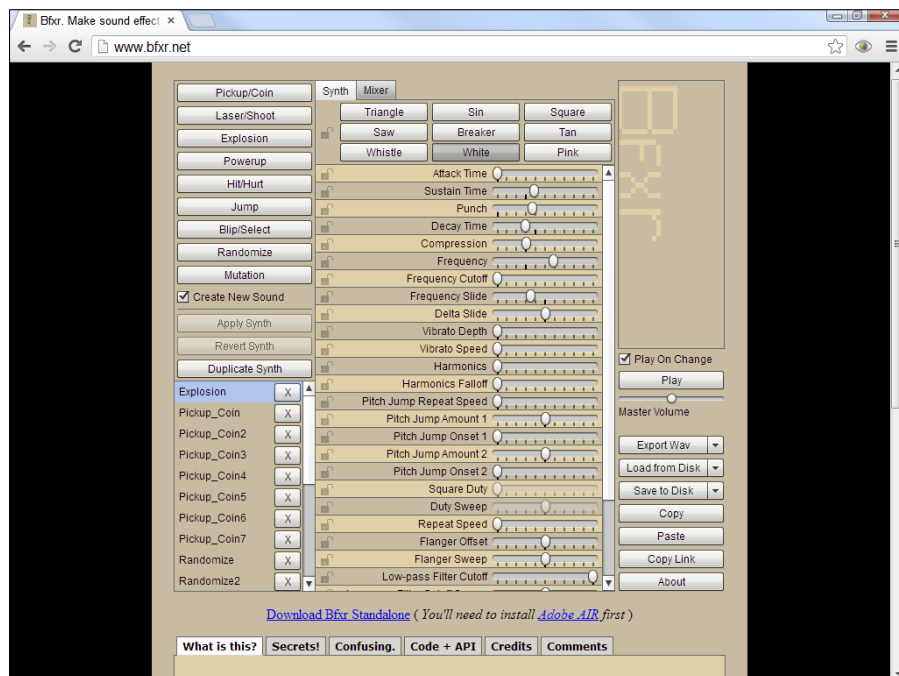 Bfxr. Make sound effect ×
www.bfxr.net
Pickup/Coin
Laser/Shoot
Explosion
Powerup
Hit/Hurt
Jump
Blip/Select
Randomize
Mutation
Create New Sound
Apply Synth
Revert Synth
Duplicate Synth
Explosion X
Pickup_Coin X
Pickup_Coin2 X
Pickup_Coin3 X
Pickup_Coin4 X
Pickup_Coin5 X
Pickup_Coin6 X
Pickup_Coin7 X
Randomize X
Randomize2 X
Synth Mixer
Triangle Sin Square
Saw Breaker Tan
Whistle White Pink
Attack Time
Sustain Time
Punch
Decay Time
Compression
Frequency
Frequency Cutoff
Frequency Slide
Delta Slide
Vibrato Depth
Vibrato Speed
Harmonics
Harmonics Falloff
Pitch Jump Repeat Speed
Pitch Jump Amount 1
Pitch Jump Onset 1
Pitch Jump Amount 2
Pitch Jump Onset 2
Square Duty
Duty Sweep
Repeat Speed
Flanger Offset
Flanger Sweep
Low-pass Filter Cutoff
Bfxr
Play On Change
Play
Master Volume
Export Wav
Load from Disk
Save to Disk
Copy
Paste
Copy Link
About
Download Bfxr Standalone ( You'll need to install Adobe AIR first )
What is this? Secrets! Confusing. Code + API Credits Comments